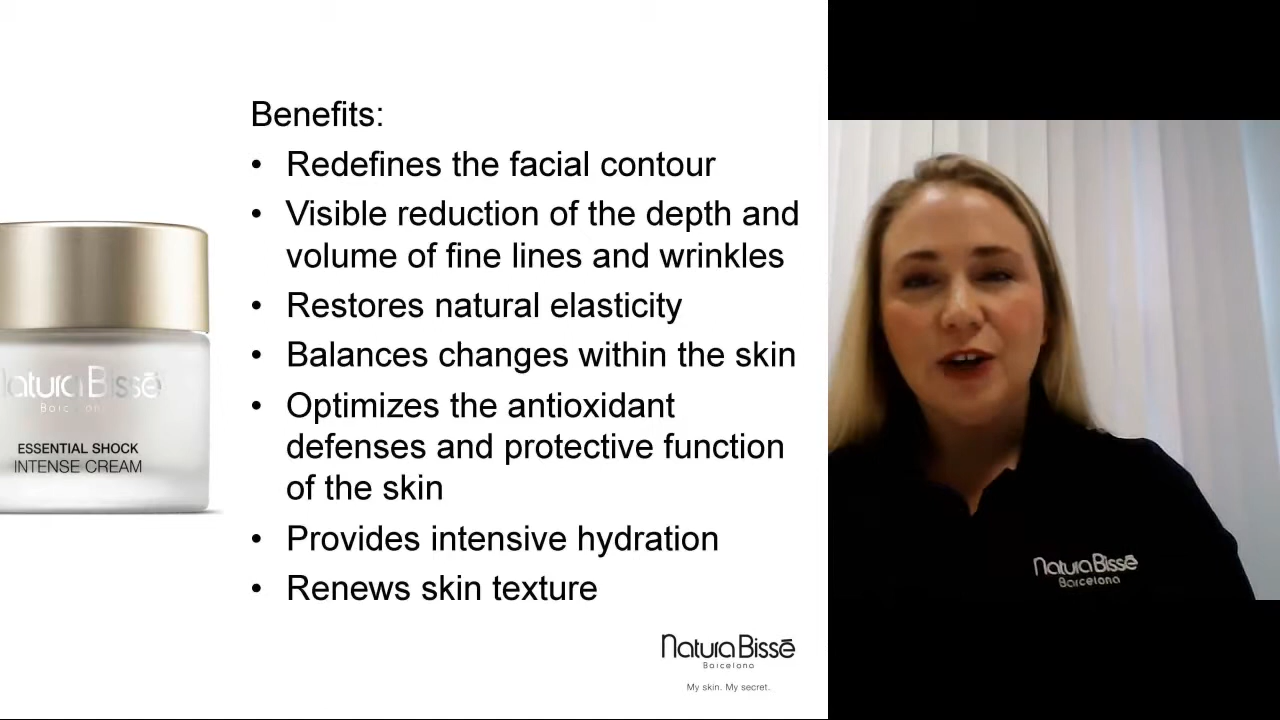 Benefits:
• Redefines the facial contour
• Visible reduction of the depth and
volume of fine lines and wrinkles
• Restores natural elasticity
• Balances changes within the skin
• Optimizes the antioxidant
defenses and protective function
of the skin
• Provides intensive hydration
• Renews skin texture
Natura Bissé
Barcelona
ESSENTIAL SHOCK
INTENSE CREAM
Natura Bissē
Barcelona
My skin. My secret.
Natura Bissē
Barcelona